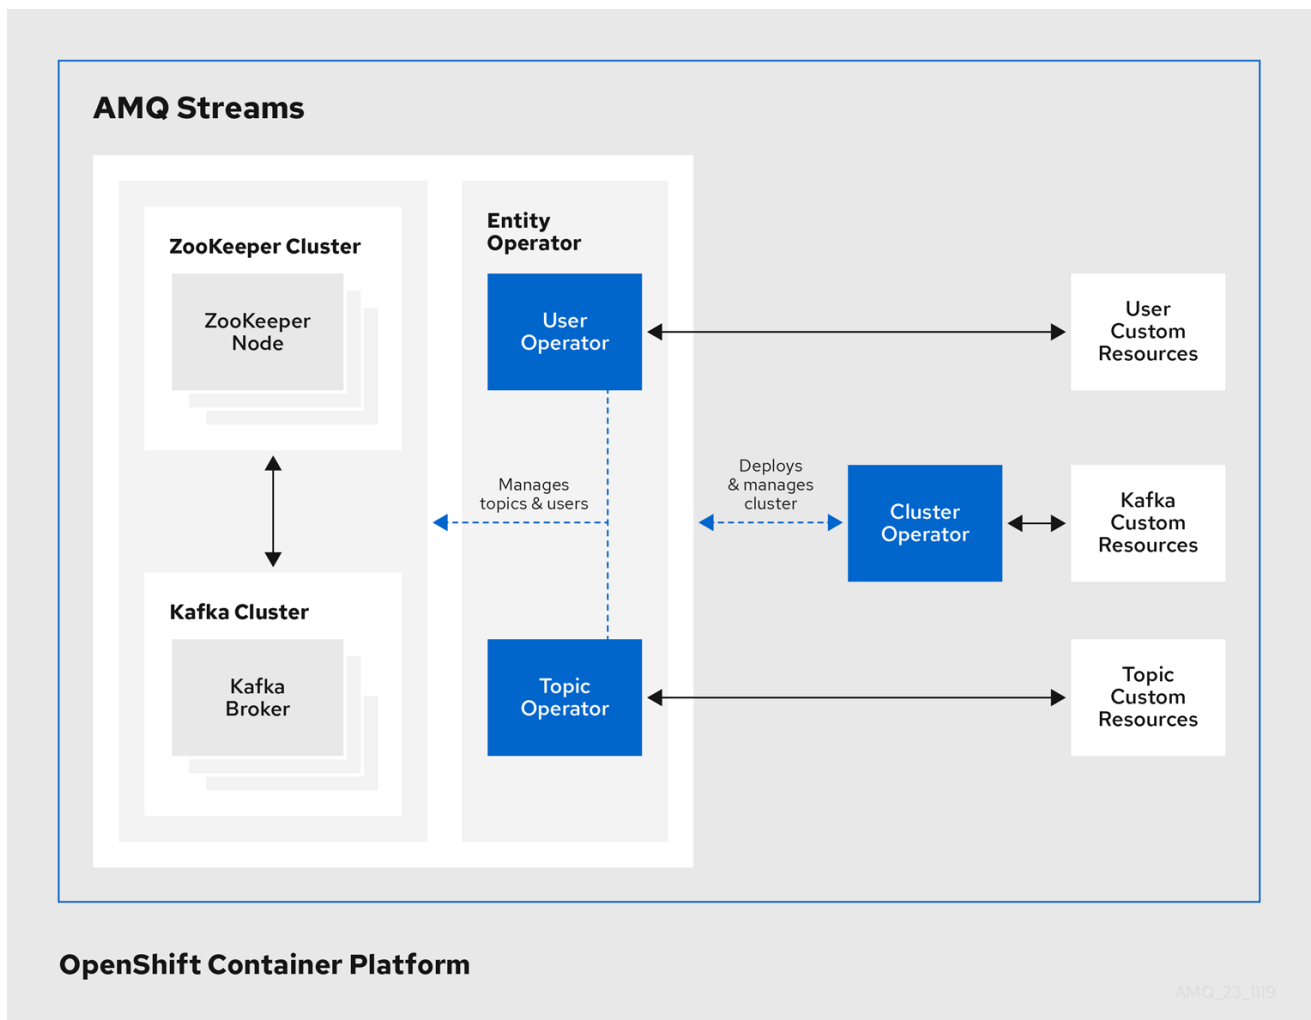 AMQ Streams
ZooKeeper Cluster
ZooKeeper
Node
Kafka Cluster
Kafka
Broker
Entity
Operator
User
Operator
Manages
topics & users
Topic
Operator
Deploys
& manages
cluster
Cluster
Operator
User
Custom
Resources
Kafka
Custom
Resources
Topic
Custom
Resources
OpenShift Container Platform
AMQ_23_1119